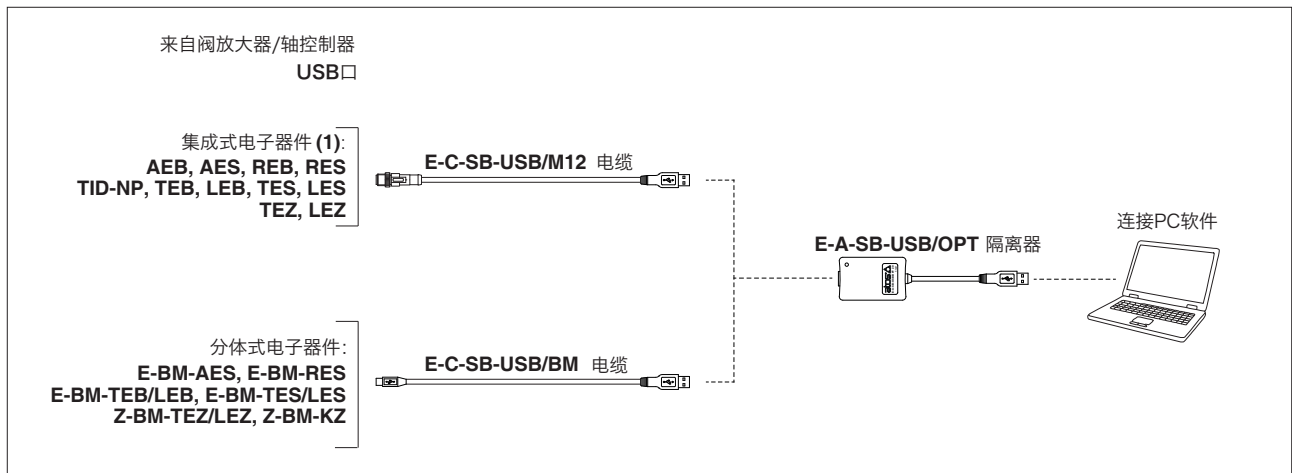 来自阀放大器/轴控制器
USB口
集成式电子器件 (1):
AEB, AES, REB, RES
TID-NP, TEB, LEB, TES, LES
TEZ, LEZ
E-C-SB-USB/M12 电缆
E-A-SB-USB/OPT 隔离器
连接PC软件
分体式电子器件:
E-BM-AES, E-BM-RES
E-BM-TEB/LEB, E-BM-TES/LES
Z-BM-TEZ/LEZ, Z-BM-KZ
E-C-SB-USB/BM 电缆
atos